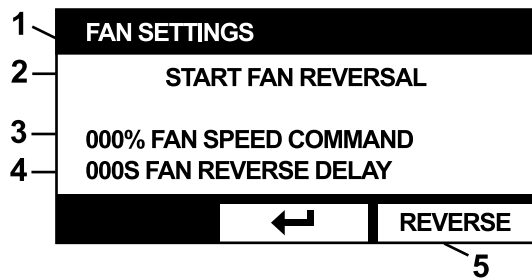 1 FAN SETTINGS
2 START FAN REVERSAL
3 000% FAN SPEED COMMAND
4 000S FAN REVERSE DELAY
REVERSE
5